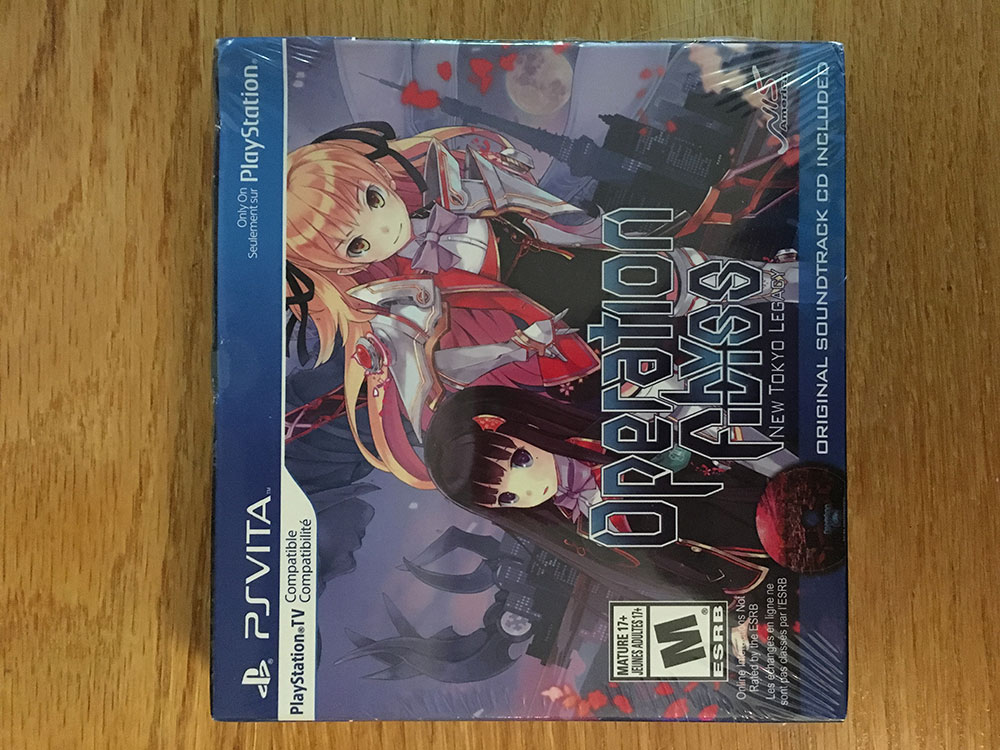 PSVITA™
Only On
Seulement sur PlayStation®
PlayStation®TV Compatible
Compatibilité
MATURE 17+
JEUNES ADULTES 17+
M
®
ESRB
Operation
Abyss
NEW TOKYO LEGACY
Online Interactions Not
Rated by the ESRB
Les échanges en ligne ne
sont pas classés par l'ESRB
NIS
America
ORIGINAL SOUNDTRACK CD INCLUDED